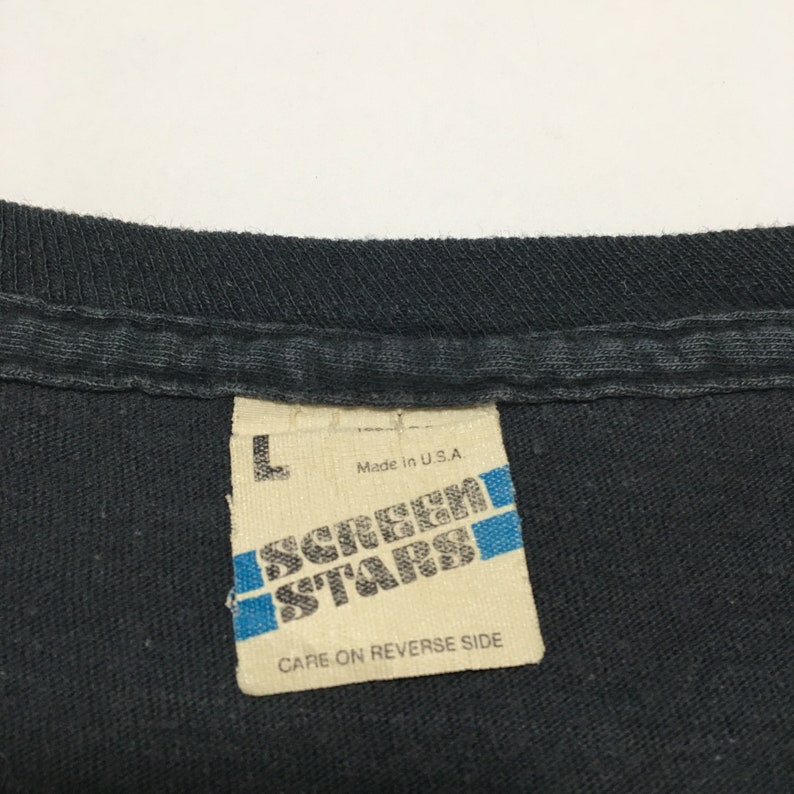 L
Made in U.S.A.
SCREEN
STARS
CARE ON REVERSE SIDE